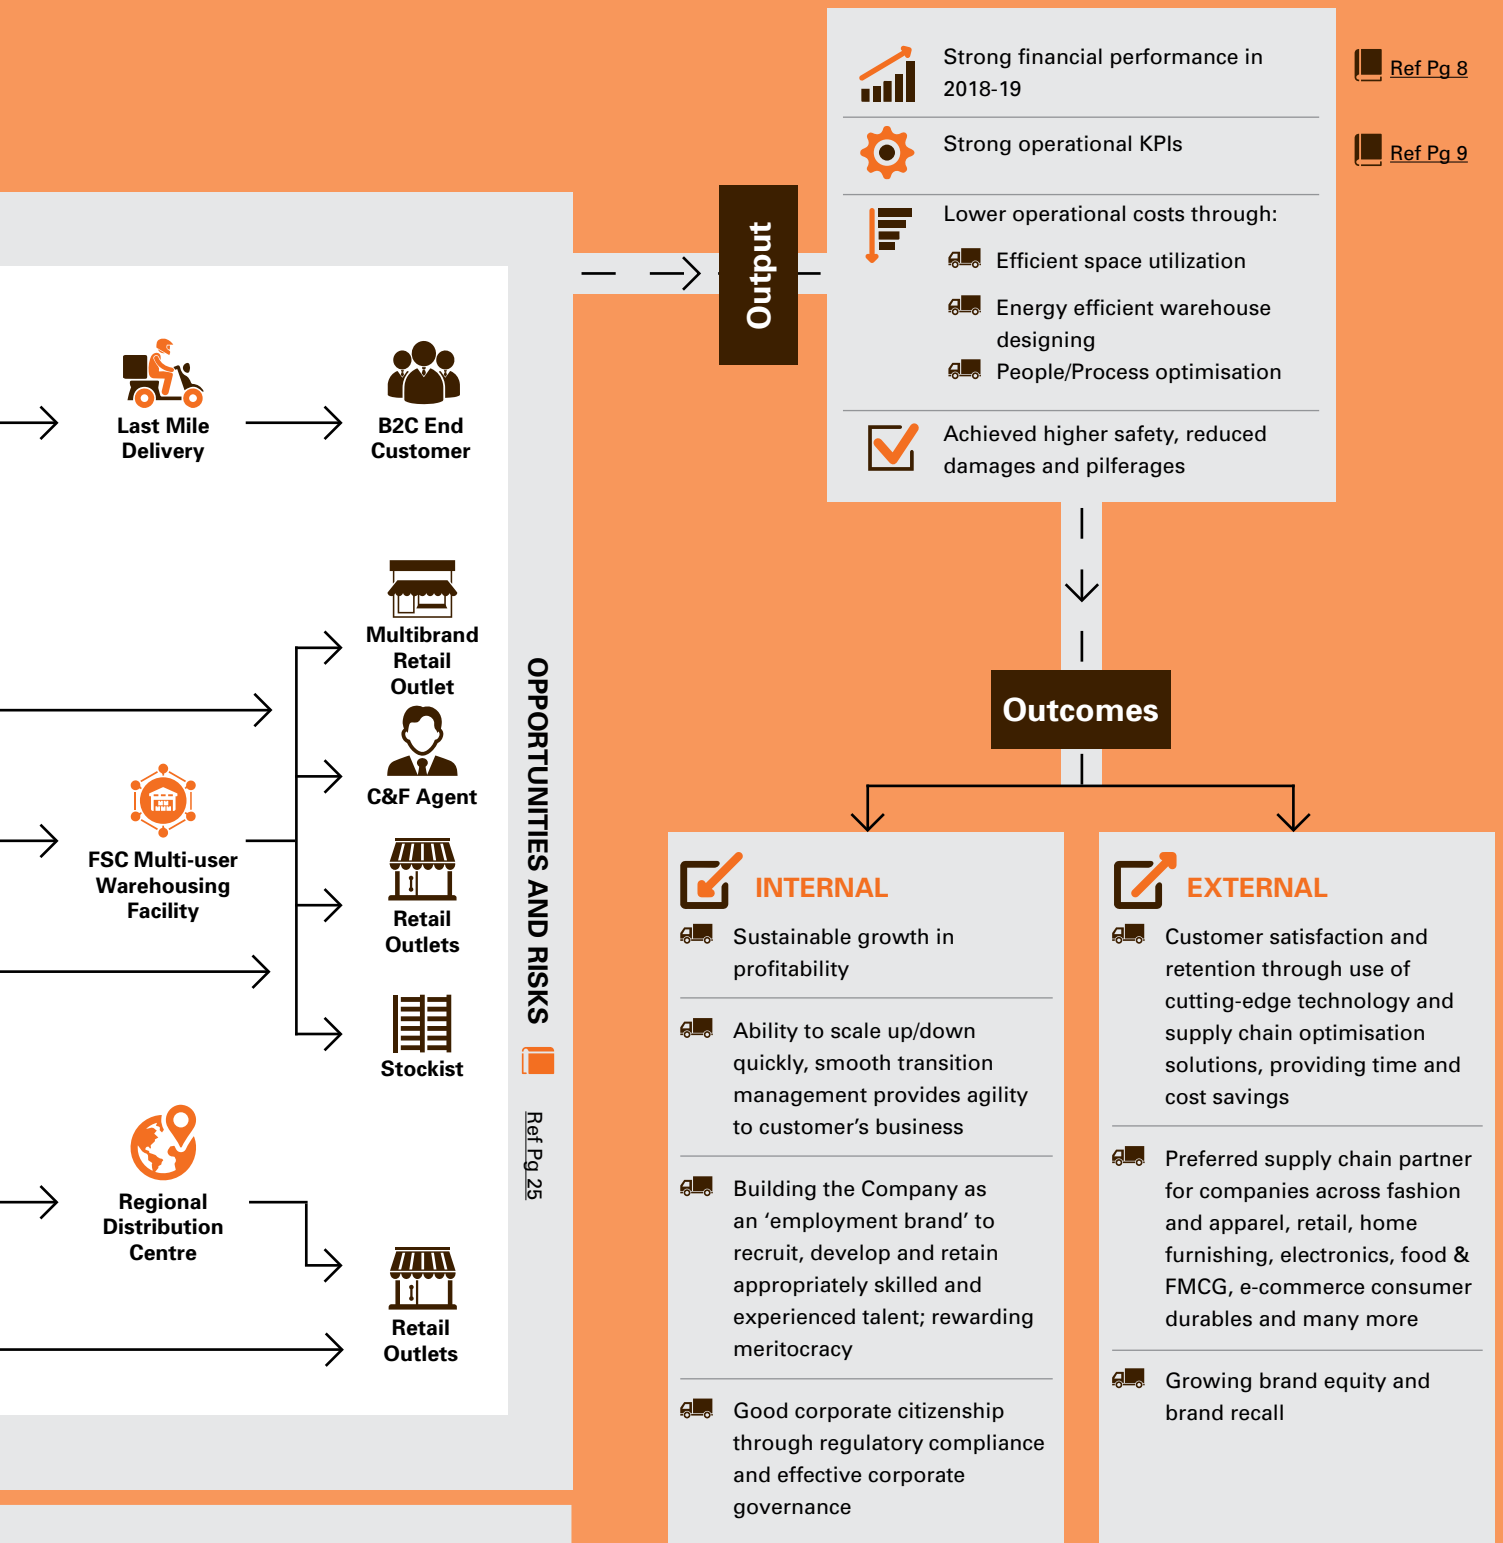 Last Mile
Delivery
B2C End
Customer
Multibrand
Retail
Outlet
C&F Agent
FSC Multi-user
Warehousing
Facility
Retail
Outlets
Stockist
Regional
Distribution
Centre
Retail
Outlets
OPPORTUNITIES AND RISKS
Ref Pg 25
Output
Strong financial performance in
2018-19
Ref Pg 8
Strong operational KPIs
Ref Pg 9
Lower operational costs through:
Efficient space utilization
Energy efficient warehouse
designing
People/Process optimisation
Achieved higher safety, reduced
damages and pilferages
Outcomes
INTERNAL
Sustainable growth in
profitability
Ability to scale up/down
quickly, smooth transition
management provides agility
to customer’s business
Building the Company as
an ‘employment brand’ to
recruit, develop and retain
appropriately skilled and
experienced talent; rewarding
meritocracy
Good corporate citizenship
through regulatory compliance
and effective corporate
governance
EXTERNAL
Customer satisfaction and
retention through use of
cutting-edge technology and
supply chain optimisation
solutions, providing time and
cost savings
Preferred supply chain partner
for companies across fashion
and apparel, retail, home
furnishing, electronics, food &
FMCG, e-commerce consumer
durables and many more
Growing brand equity and
brand recall